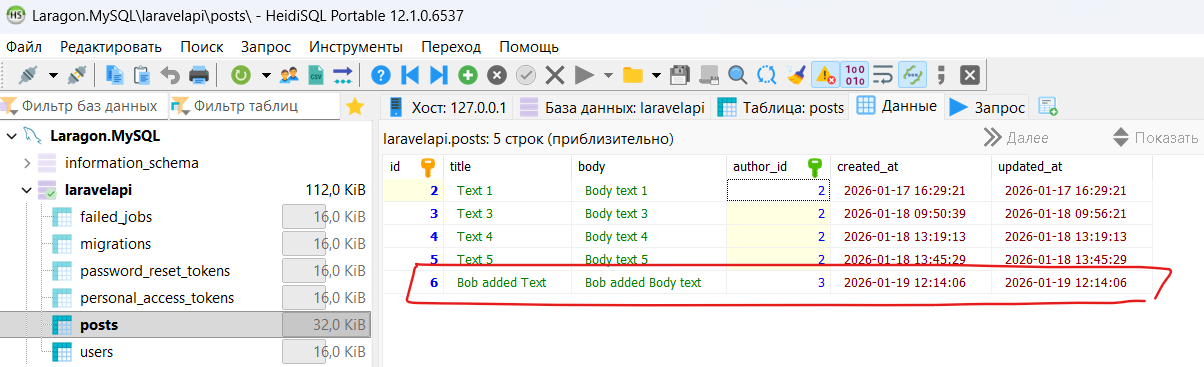 Laragon.MySQL\laravelapi\posts\ - HeidiSQL Portable 12.1.0.6537
Файл Редактировать Поиск Запрос Инструменты Переход Помощь
Фильтр баз данных Фильтр таблиц Хост: 127.0.0.1 База данных: laravelapi Таблица: posts Данные Запрос
Laragon.MySQL
information_schema
laravelapi 112,0 KiB
failed_jobs 16,0 KiB
migrations 16,0 KiB
password_reset_tokens 16,0 KiB
personal_access_tokens 16,0 KiB
posts 32,0 KiB
users 16,0 KiB
laravelapi.posts: 5 строк (приблизительно) Далее Показать
id title body author_id created_at updated_at
2 Text 1 Body text 1 2 2026-01-17 16:29:21 2026-01-17 16:29:21
3 Text 3 Body text 3 2 2026-01-18 09:50:39 2026-01-18 09:56:21
4 Text 4 Body text 4 2 2026-01-18 13:19:13 2026-01-18 13:19:13
5 Text 5 Body text 5 2 2026-01-18 13:45:29 2026-01-18 13:45:29
6 Bob added Text Bob added Body text 3 2026-01-19 12:14:06 2026-01-19 12:14:06